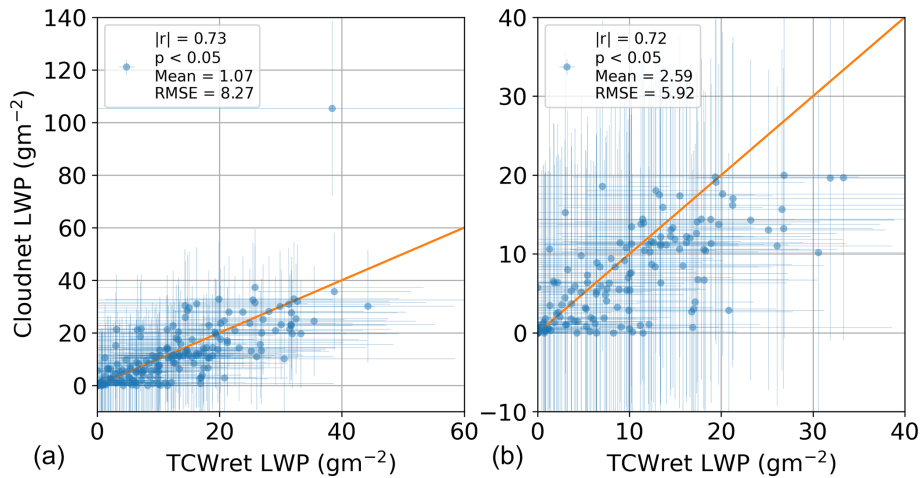 |r| = 0.73
p < 0.05
Mean = 1.07
RMSE = 8.27
140
120
100
80
60
40
20
0
Cloudnet LWP (gm⁻²)
0
20
40
60
TCWret LWP (gm⁻²)
(a)
|r| = 0.72
p < 0.05
Mean = 2.59
RMSE = 5.92
40
30
20
10
0
−10
0
10
20
30
40
TCWret LWP (gm⁻²)
(b)